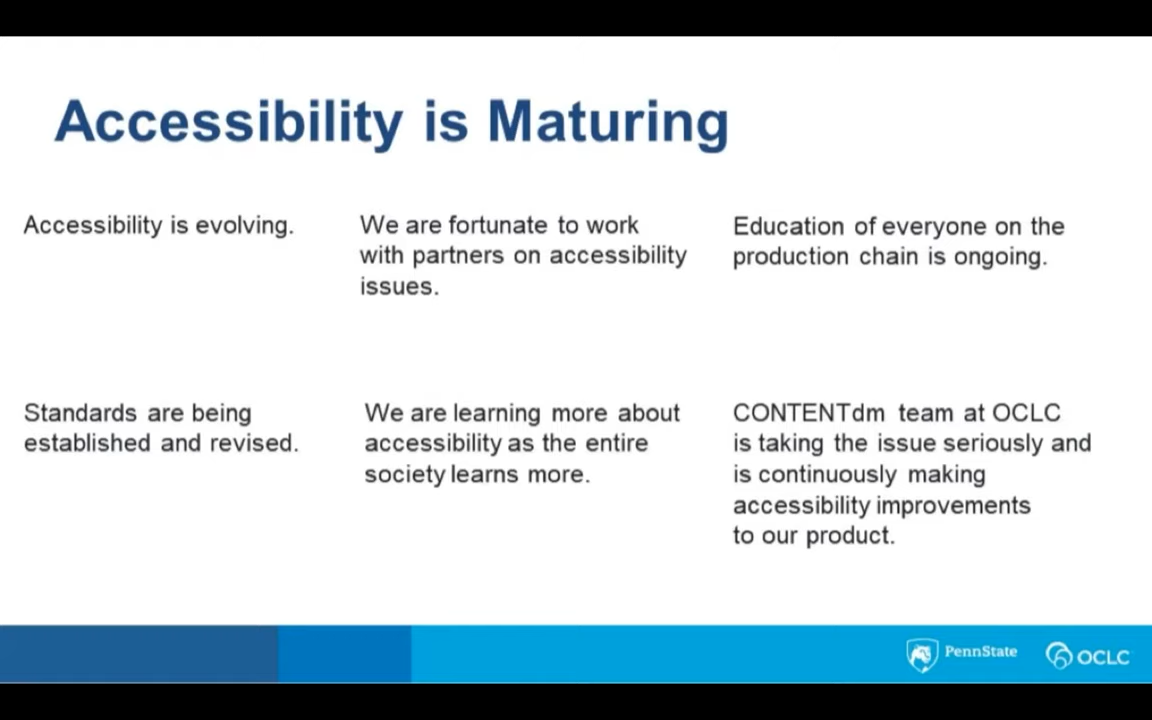 Accessibility is Maturing
Accessibility is evolving.
We are fortunate to work
with partners on accessibility
issues.
Education of everyone on the
production chain is ongoing.
Standards are being
established and revised.
We are learning more about
accessibility as the entire
society learns more.
CONTENTdm team at OCLC
is taking the issue seriously and
is continuously making
accessibility improvements
to our product.
PennState
OCLC